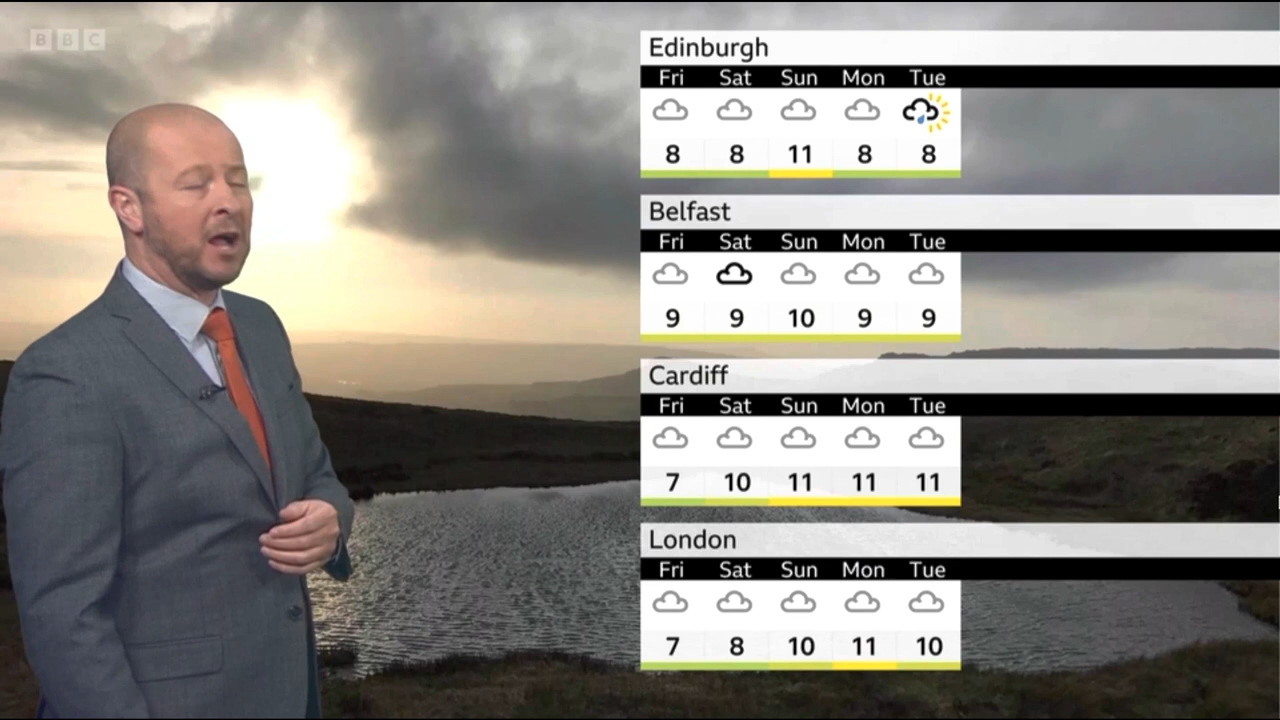 BBC
Edinburgh
Fri Sat Sun Mon Tue
8 8 11 8 8
Belfast
Fri Sat Sun Mon Tue
9 9 10 9 9
Cardiff
Fri Sat Sun Mon Tue
7 10 11 11 11
London
Fri Sat Sun Mon Tue
7 8 10 11 10